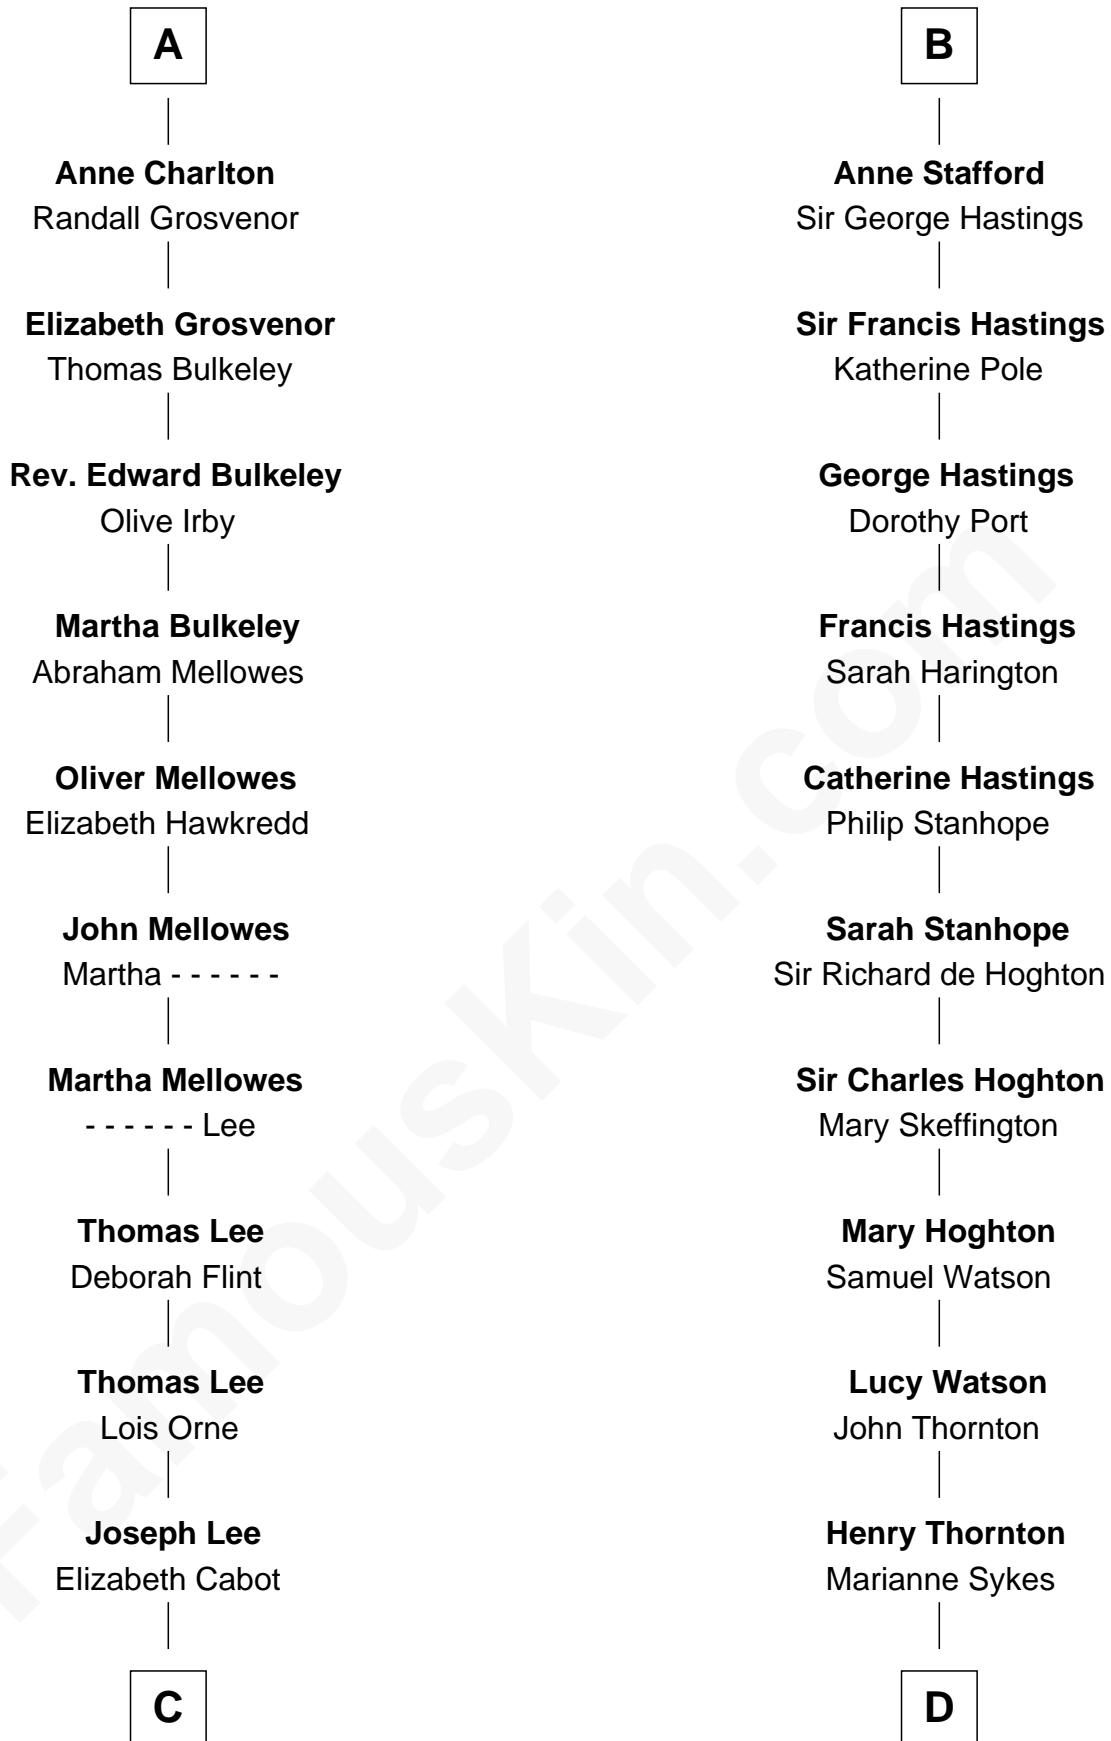 A
Anne Charlton
Randall Grosvenor
Elizabeth Grosvenor
Thomas Bulkeley
Rev. Edward Bulkeley
Olive Irby
Martha Bulkeley
Abraham Mellowes
Oliver Mellowes
Elizabeth Hawkredd
John Mellowes
Martha - - - - - -
Martha Mellowes
- - - - - - Lee
Thomas Lee
Deborah Flint
Thomas Lee
Lois Orne
Joseph Lee
Elizabeth Cabot
C
B
Anne Stafford
Sir George Hastings
Sir Francis Hastings
Katherine Pole
George Hastings
Dorothy Port
Francis Hastings
Sarah Harington
Catherine Hastings
Philip Stanhope
Sarah Stanhope
Sir Richard de Hoghton
Sir Charles Hoghton
Mary Skeffington
Mary Hoghton
Samuel Watson
Lucy Watson
John Thornton
Henry Thornton
Marianne Sykes
D
FamousKin.com